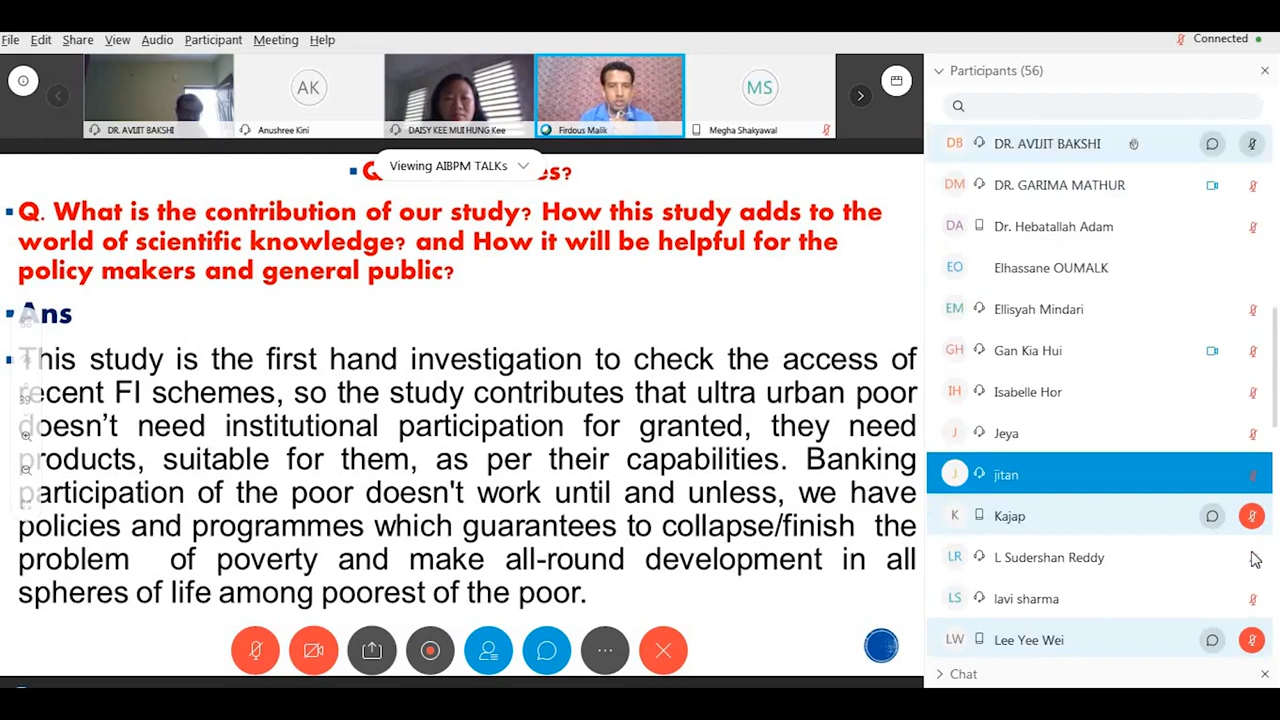 File Edit Share View Audio Participant Meeting Help
Connected
Participants (56)
AK
MS
DR. AVIJIT BAKSHI
Anushree Kini
DAISY KEE MUI HUNG Kee
Firdous Malik
Megha Shakyawal
Viewing AIBPM TALKs
es?
Q. What is the contribution of our study? How this study adds to the
world of scientific knowledge? and How it will be helpful for the
policy makers and general public?
Ans
This study is the first hand investigation to check the access of
recent FI schemes, so the study contributes that ultra urban poor
doesn't need institutional participation for granted, they need
products, suitable for them, as per their capabilities. Banking
participation of the poor doesn't work until and unless, we have
policies and programmes which guarantees to collapse/finish the
problem of poverty and make all-round development in all
spheres of life among poorest of the poor.
DB DR. AVIJIT BAKSHI
DM DR. GARIMA MATHUR
DA Dr. Hebatallah Adam
EO Elhassane OUMALK
EM Ellisyah Mindari
GH Gan Kia Hui
IH Isabelle Hor
J Jeya
J jitan
K Kajap
LR L Sudershan Reddy
LS lavi sharma
LW Lee Yee Wei
Chat